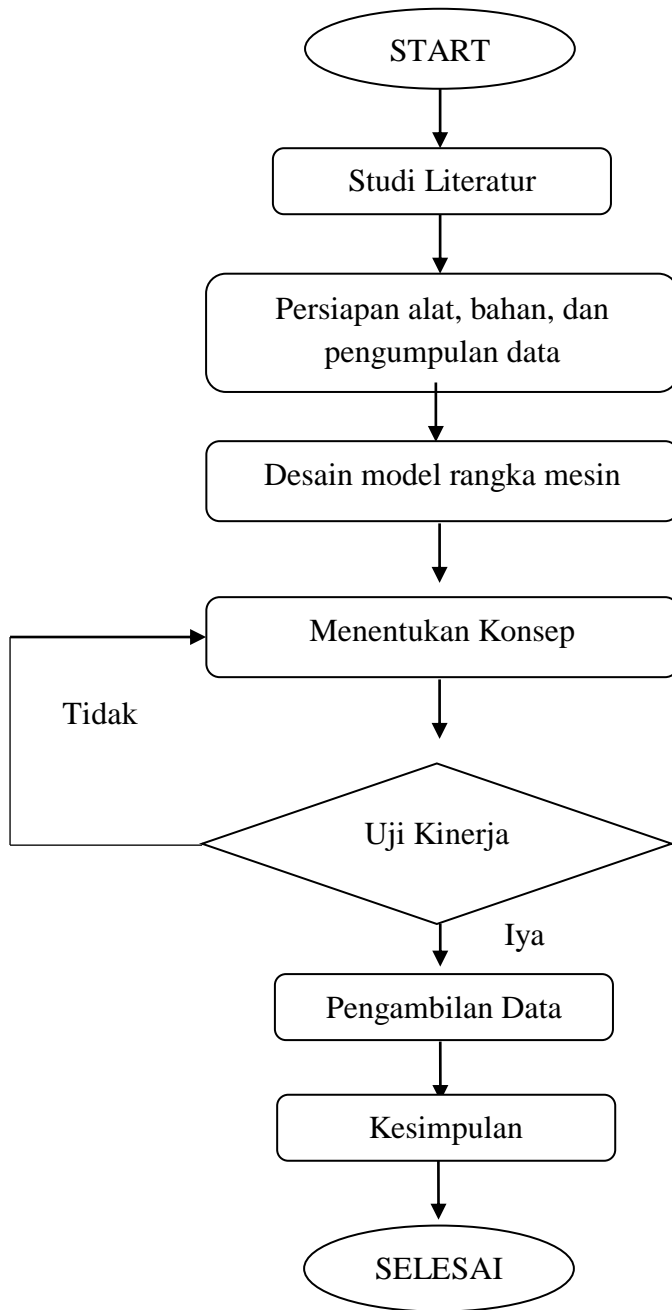 START
Studi Literatur
Persiapan alat, bahan, dan
pengumpulan data
Desain model rangka mesin
Menentukan Konsep
Tidak
Uji Kinerja
Iya
Pengambilan Data
Kesimpulan
SELESAI